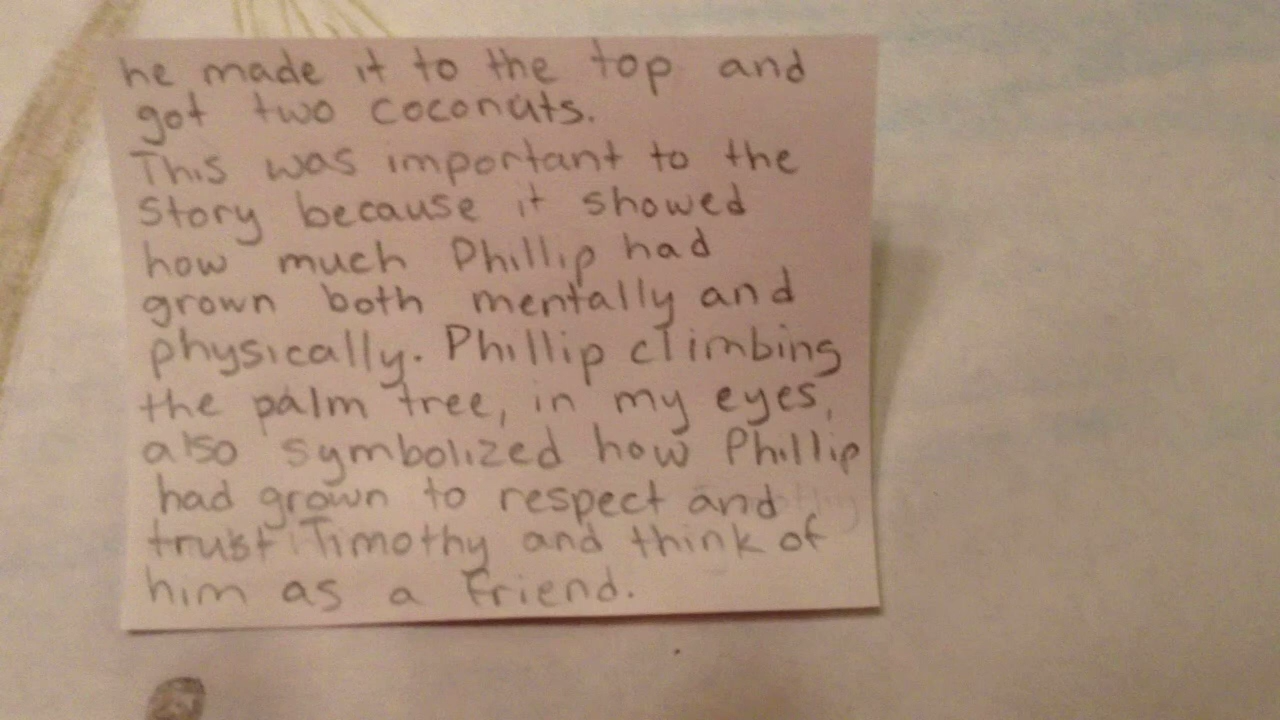 he made it to the top and
got two coconuts.
This was important to the
story because it showed
how much Phillip had
grown both mentally and
physically. Phillip climbing
the palm tree, in my eyes,
also symbolized how Phillip
had grown to respect and
trust Timothy and think of
him as a friend.